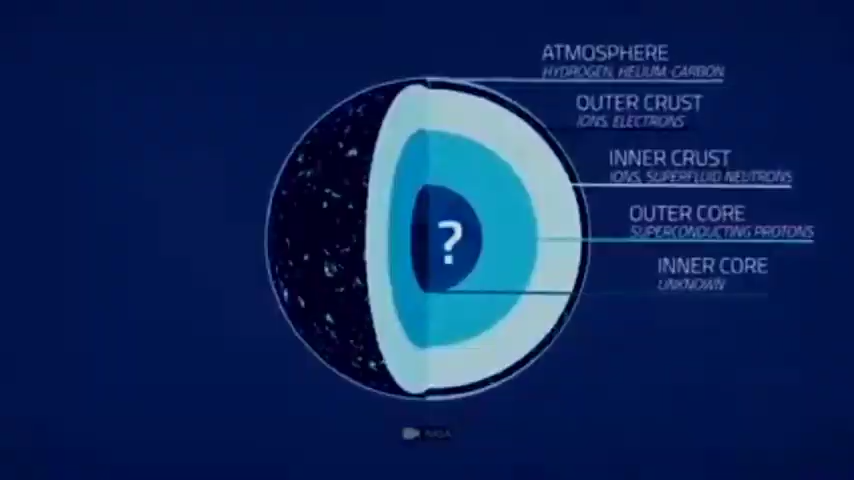 ATMOSPHERE
HYDROGEN, HELIUM, CARBON
OUTER CRUST
IONS, ELECTRONS
INNER CRUST
IONS, SUPERFLUID NEUTRONS
OUTER CORE
SUPERCONDUCTING PROTONS
INNER CORE
UNKNOWN
?